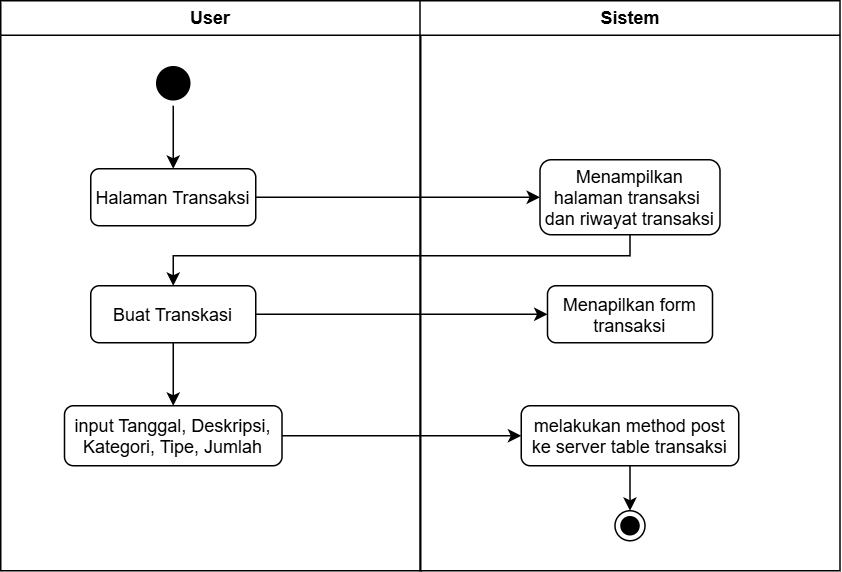 User
Sistem
Halaman Transaksi
Menampilkan
halaman transaksi
dan riwayat transaksi
Buat Transkasi
Menapilkan form
transaksi
input Tanggal, Deskripsi,
Kategori, Tipe, Jumlah
melakukan method post
ke server table transaksi